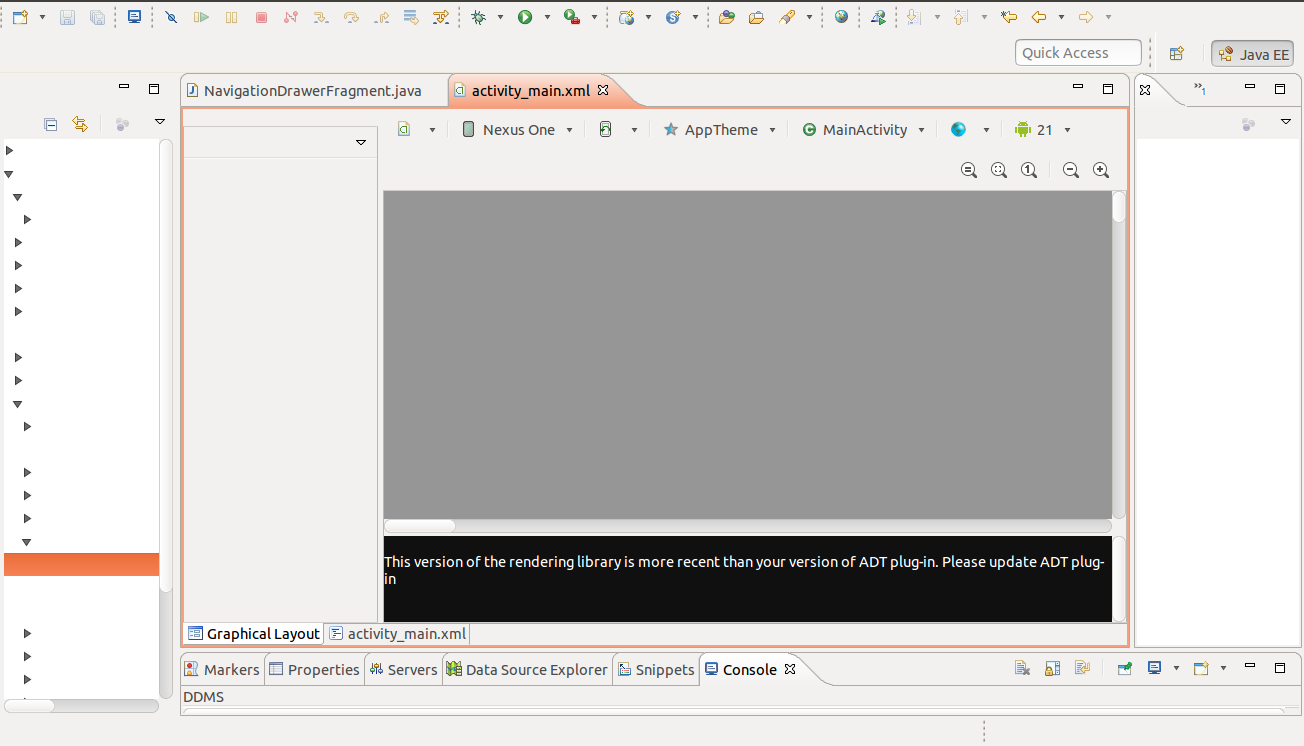 Quick Access
Java EE
NavigationDrawerFragment.java
activity_main.xml
»1
Nexus One
AppTheme
MainActivity
21
This version of the rendering library is more recent than your version of ADT plug-in. Please update ADT plug-
in
Graphical Layout
activity_main.xml
Markers
Properties
Servers
Data Source Explorer
Snippets
Console
DDMS